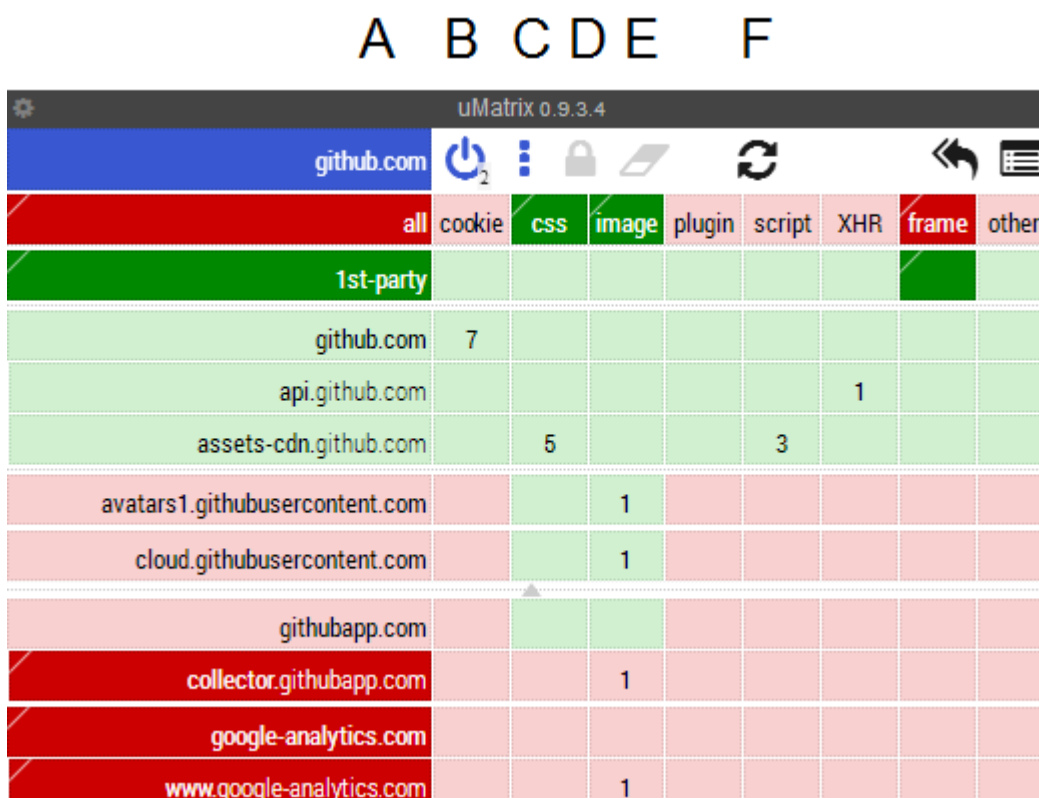 A B C D E F
uMatrix 0.9.3.4
github.com 2
all cookie css image plugin script XHR frame other
1st-party
github.com 7
api.github.com 1
assets-cdn.github.com 5 3
avatars1.githubusercontent.com 1
cloud.githubusercontent.com 1
githubapp.com
collector.githubapp.com 1
google-analytics.com
www.google-analytics.com 1